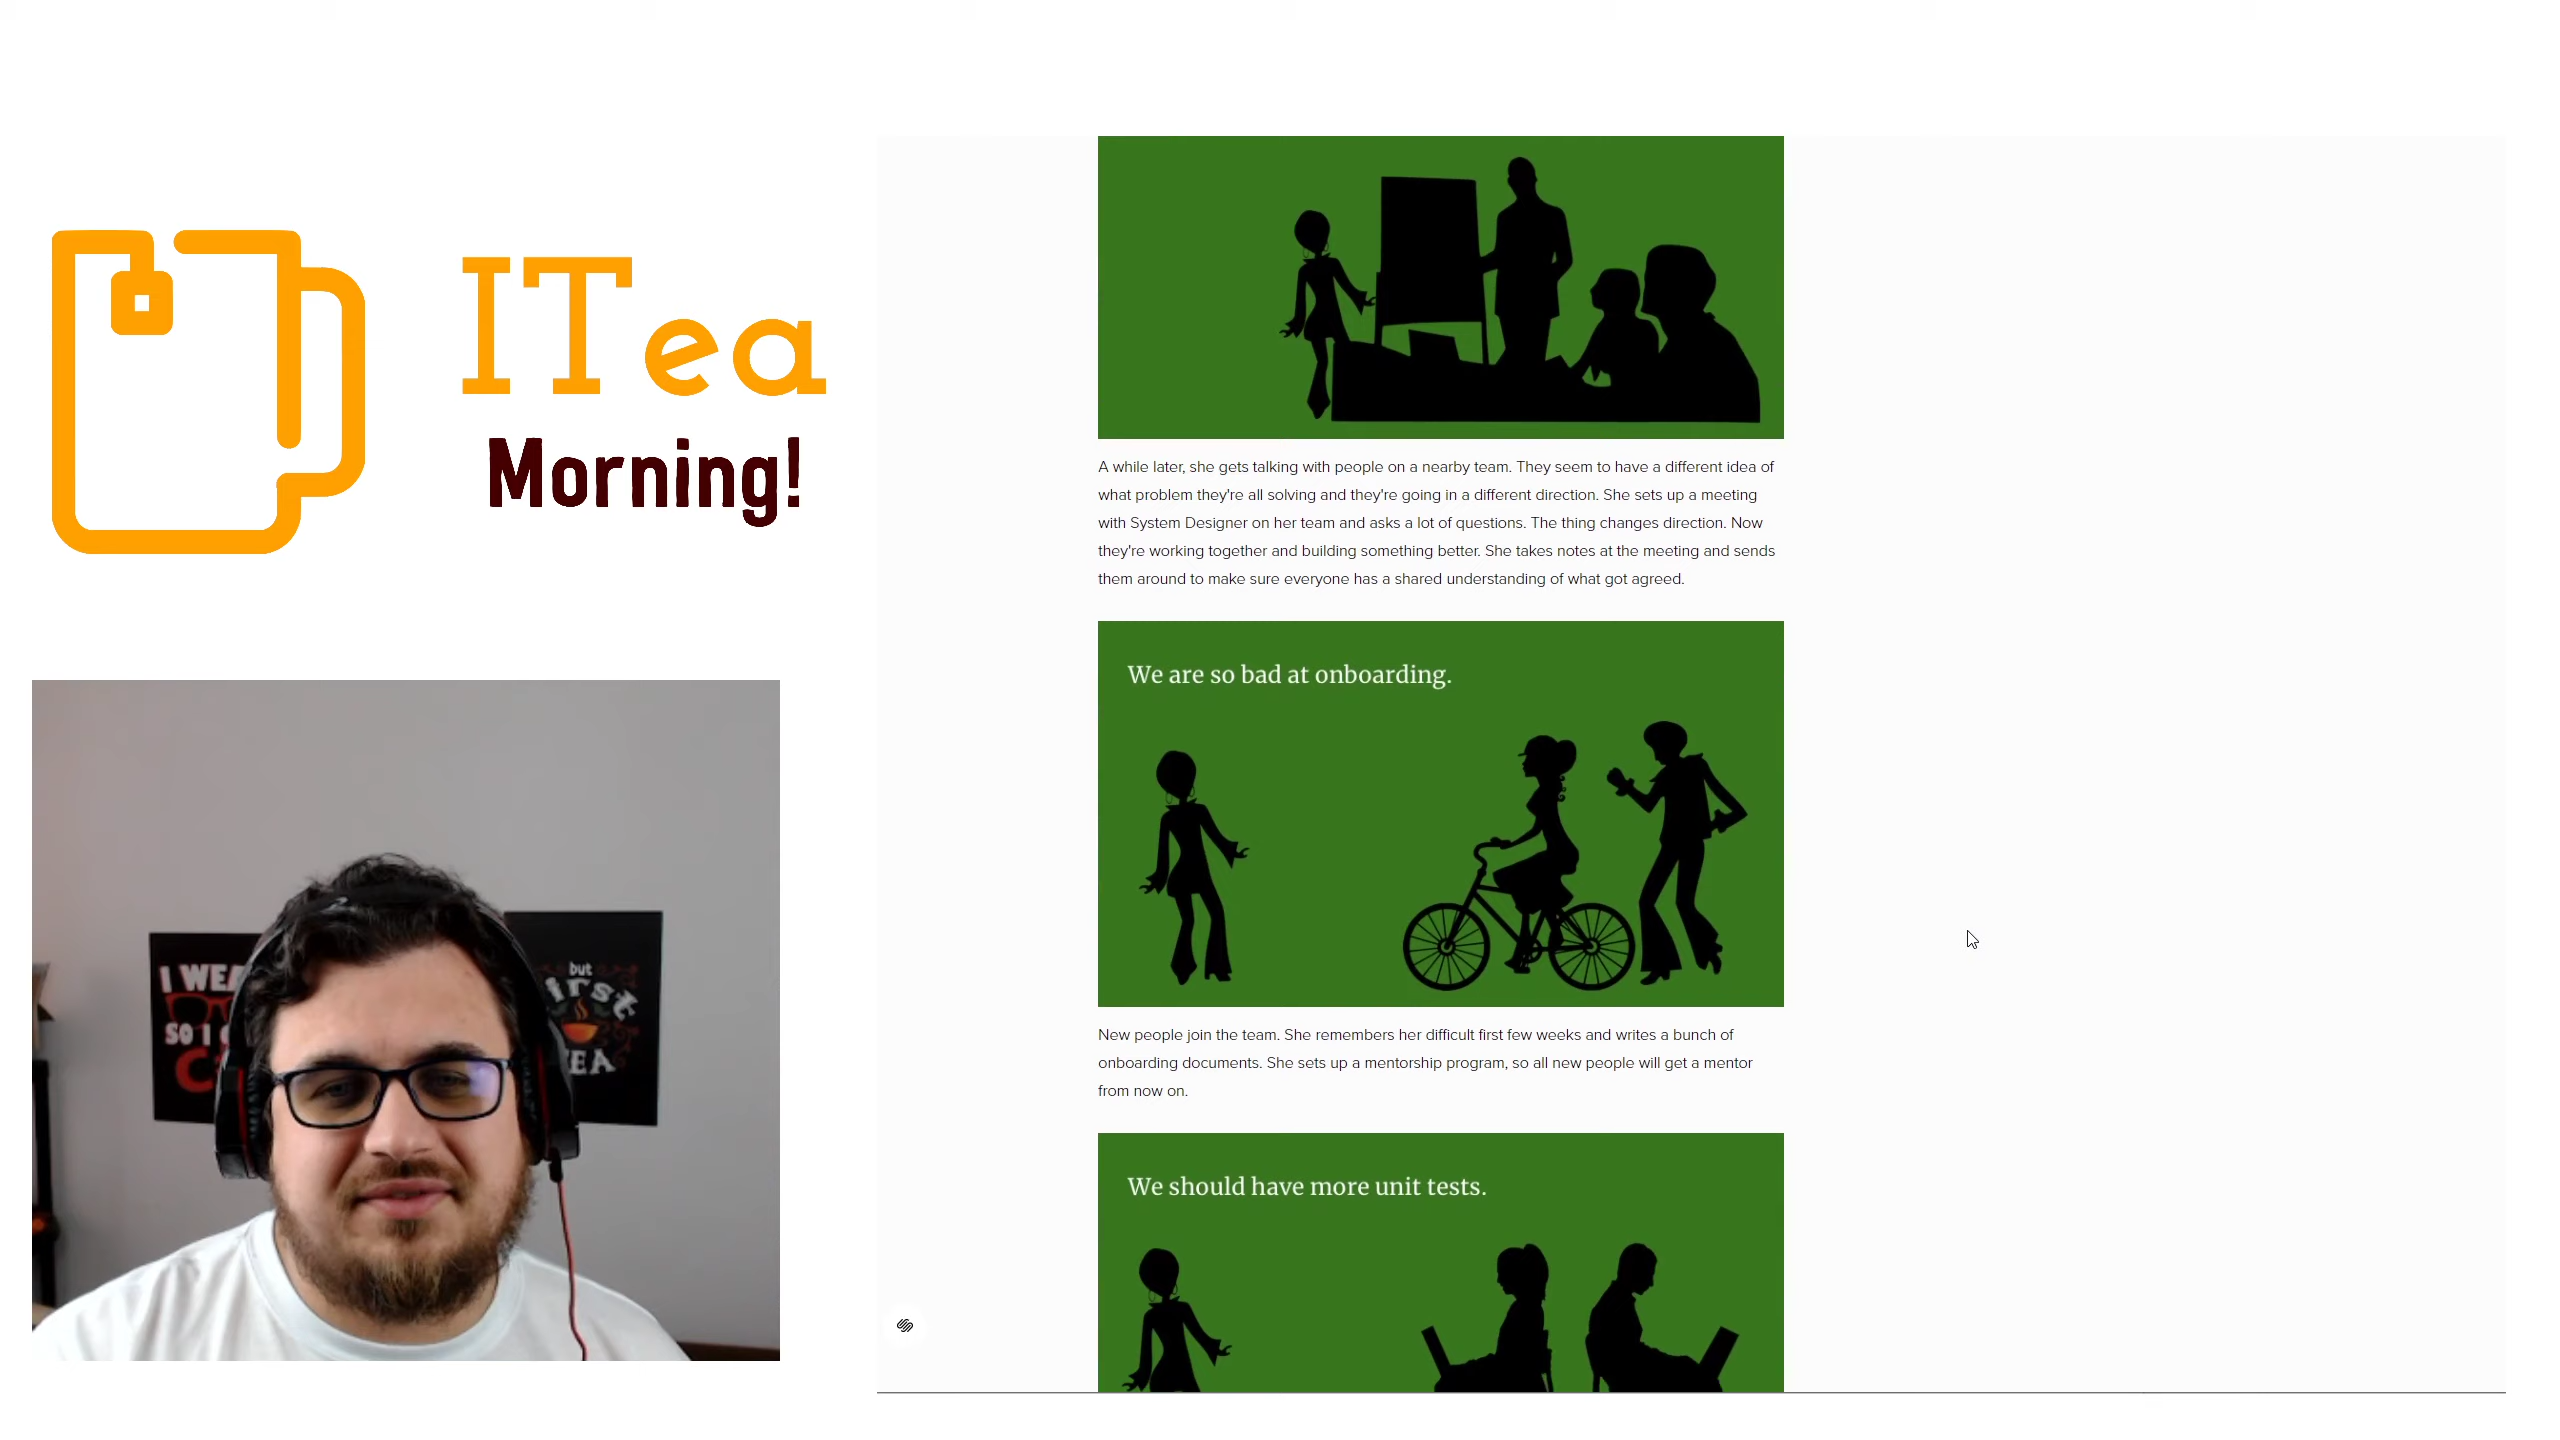 ITea
Morning!
I WEA
SO I
C
but
first
TEA
A while later, she gets talking with people on a nearby team. They seem to have a different idea of
what problem they're all solving and they're going in a different direction. She sets up a meeting
with System Designer on her team and asks a lot of questions. The thing changes direction. Now
they're working together and building something better. She takes notes at the meeting and sends
them around to make sure everyone has a shared understanding of what got agreed.
We are so bad at onboarding.
New people join the team. She remembers her difficult first few weeks and writes a bunch of
onboarding documents. She sets up a mentorship program, so all new people will get a mentor
from now on.
We should have more unit tests.